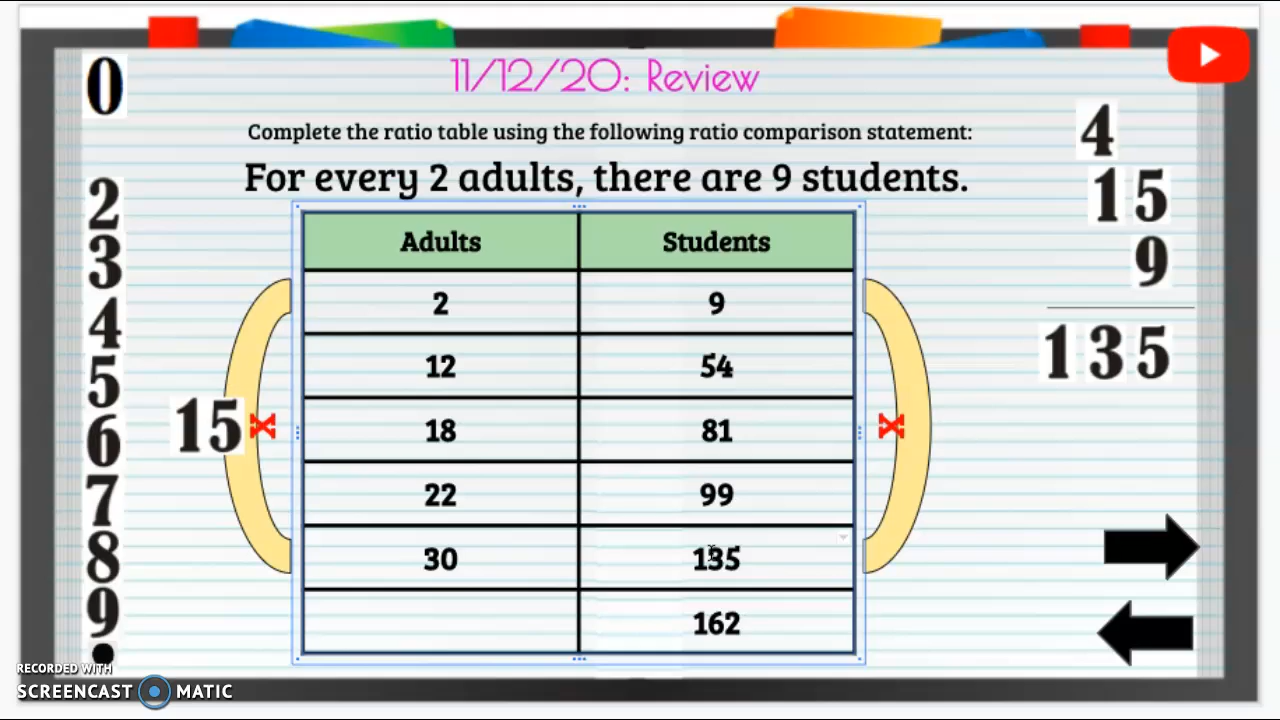 11/12/20: Review
Complete the ratio table using the following ratio comparison statement:
For every 2 adults, there are 9 students.
Adults Students
2 9
12 54
18 81
22 99
30 135
162
0
2
3
4
5
6
7
8
9
.
15 × ×
4
15
9
135
RECORDED WITH
SCREENCAST MATIC